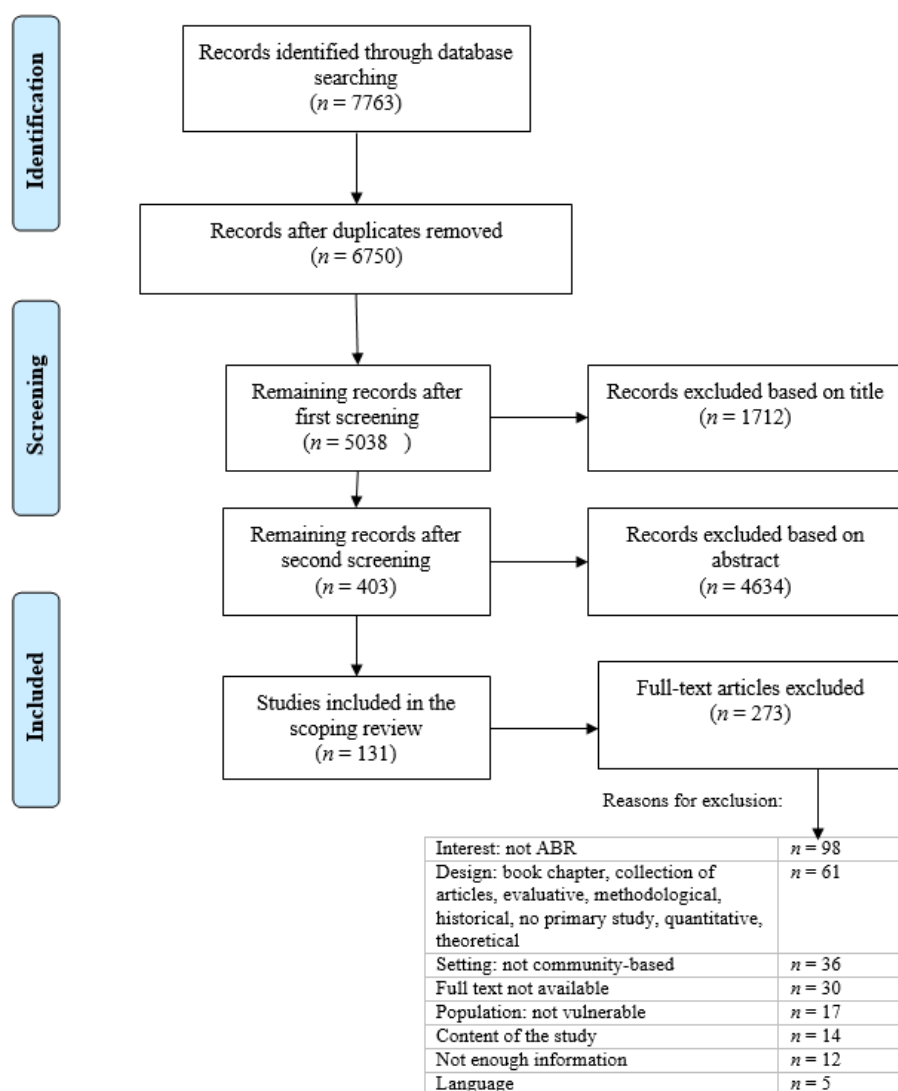 Identification
Records identified through database
searching
(n = 7763)
Records after duplicates removed
(n = 6750)
Screening
Remaining records after
first screening
(n = 5038   )
Records excluded based on title
(n = 1712)
Remaining records after
second screening
(n = 403)
Records excluded based on
abstract
(n = 4634)
Included
Studies included in the
scoping review
(n = 131)
Full-text articles excluded
(n = 273)
Reasons for exclusion:
Interest: not ABR n = 98
Design: book chapter, collection of n = 61
articles, evaluative, methodological,
historical, no primary study, quantitative,
theoretical
Setting: not community-based n = 36
Full text not available n = 30
Population: not vulnerable n = 17
Content of the study n = 14
Not enough information n = 12
Language n = 5